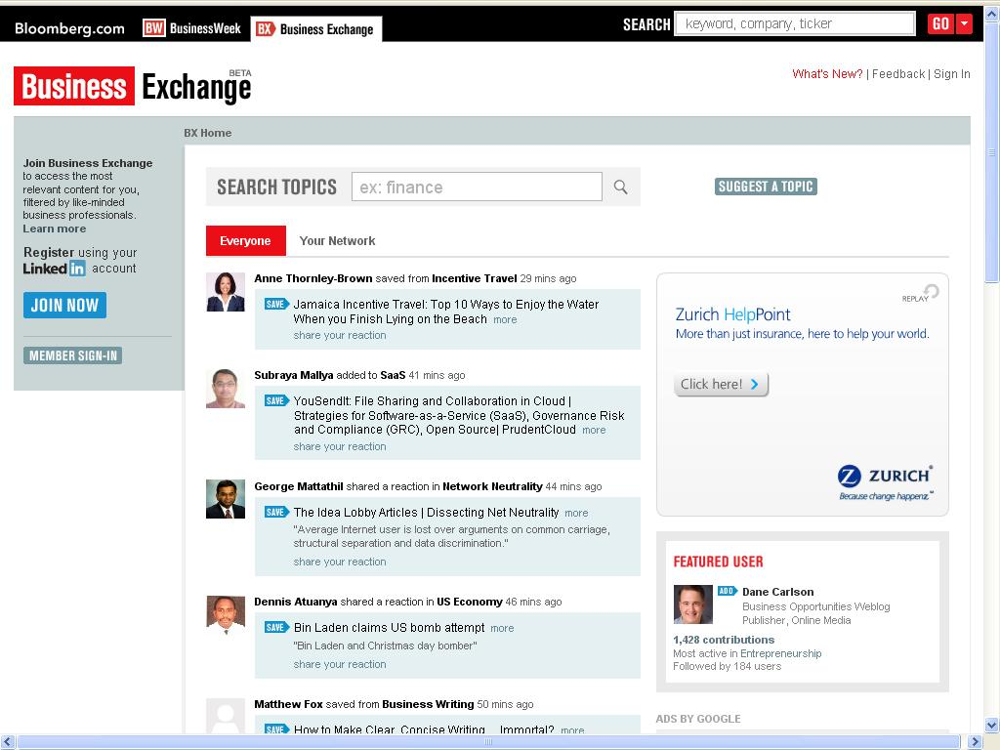 Bloomberg.com BW BusinessWeek BX Business Exchange SEARCH keyword, company, ticker GO
Business Exchange BETA
What's New? | Feedback | Sign In
BX Home
Join Business Exchange
to access the most
relevant content for you,
filtered by like-minded
business professionals.
Learn more
Register using your
LinkedIn account
JOIN NOW
MEMBER SIGN-IN
SEARCH TOPICS ex: finance
SUGGEST A TOPIC
Everyone Your Network
Anne Thornley-Brown saved from Incentive Travel 29 mins ago
SAVE Jamaica Incentive Travel: Top 10 Ways to Enjoy the Water
When you Finish Lying on the Beach more
share your reaction
Subraya Mallya added to SaaS 41 mins ago
SAVE YouSendIt: File Sharing and Collaboration in Cloud |
Strategies for Software-as-a-Service (SaaS), Governance Risk
and Compliance (GRC), Open Source| PrudentCloud more
share your reaction
George Mattathil shared a reaction in Network Neutrality 44 mins ago
SAVE The Idea Lobby Articles | Dissecting Net Neutrality more
"Average Internet user is lost over arguments on common carriage,
structural separation and data discrimination."
share your reaction
Dennis Atuanya shared a reaction in US Economy 46 mins ago
SAVE Bin Laden claims US bomb attempt more
"Bin Laden and Christmas day bomber"
share your reaction
Matthew Fox saved from Business Writing 50 mins ago
SAVE How to Make Clear, Concise Writing... Immortal? more
REPLAY
Zurich HelpPoint
More than just insurance, here to help your world.
Click here!
Z ZURICH®
Because change happenz.™
FEATURED USER
ADD Dane Carlson
Business Opportunities Weblog
Publisher, Online Media
1,428 contributions
Most active in Entrepreneurship
Followed by 184 users
ADS BY GOOGLE